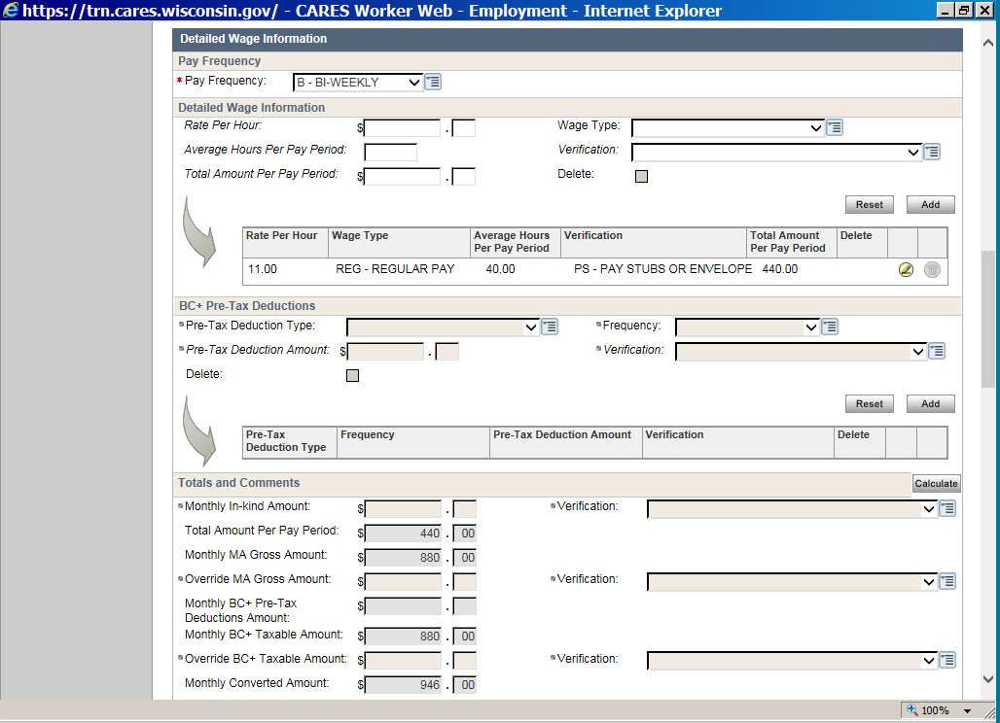 https://trn.cares.wisconsin.gov/ - CARES Worker Web - Employment - Internet Explorer
Detailed Wage Information
Pay Frequency
*Pay Frequency: B - BI-WEEKLY
Detailed Wage Information
Rate Per Hour: $ . Wage Type:
Average Hours Per Pay Period: Verification:
Total Amount Per Pay Period: $ . Delete:
Reset Add
Rate Per Hour Wage Type Average Hours Per Pay Period Verification Total Amount Per Pay Period Delete
11.00 REG - REGULAR PAY 40.00 PS - PAY STUBS OR ENVELOPE 440.00
BC+ Pre-Tax Deductions
Pre-Tax Deduction Type: Frequency:
Pre-Tax Deduction Amount: $ . Verification:
Delete:
Reset Add
Pre-Tax Deduction Type Frequency Pre-Tax Deduction Amount Verification Delete
Totals and Comments Calculate
Monthly In-kind Amount: $ . Verification:
Total Amount Per Pay Period: $ 440 . 00
Monthly MA Gross Amount: $ 880 . 00
Override MA Gross Amount: $ . Verification:
Monthly BC+ Pre-Tax
Deductions Amount: $ .
Monthly BC+ Taxable Amount: $ 880 . 00
Override BC+ Taxable Amount: $ . Verification:
Monthly Converted Amount: $ 946 . 00
100%